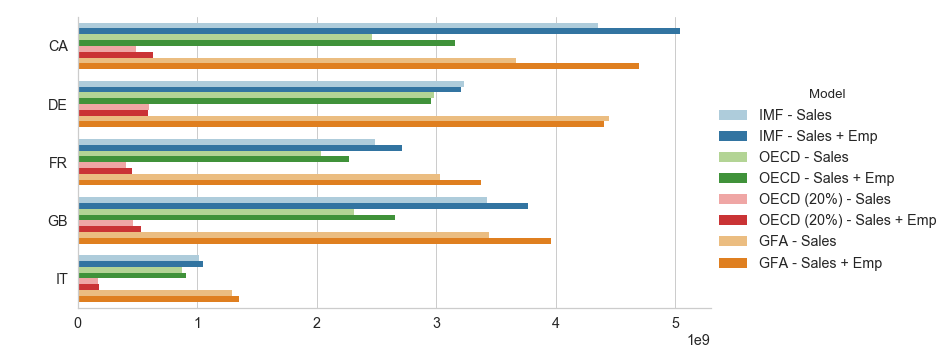 CA
DE
FR
GB
IT
0 1 2 3 4 5
1e9
Model
IMF - Sales
IMF - Sales + Emp
OECD - Sales
OECD - Sales + Emp
OECD (20%) - Sales
OECD (20%) - Sales + Emp
GFA - Sales
GFA - Sales + Emp